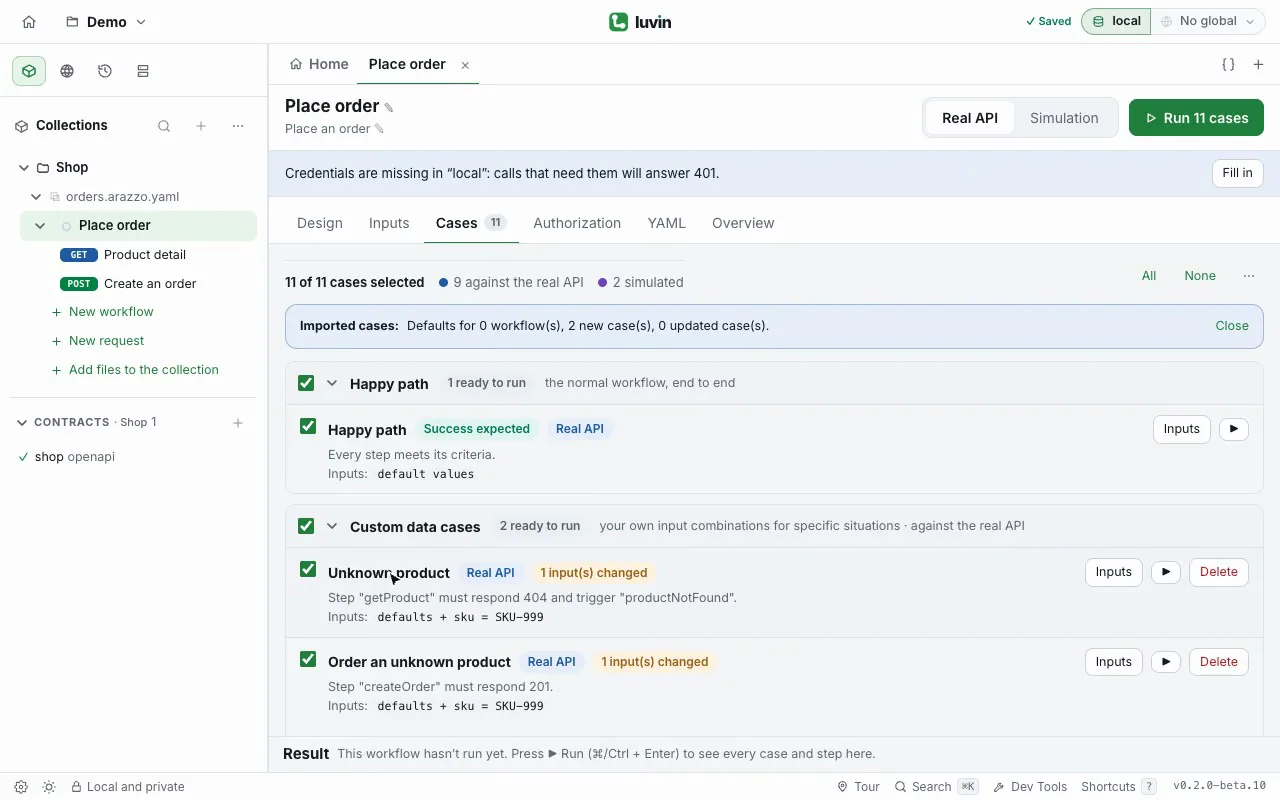 Demo
luvin
Saved
local
No global
Home
Place order
Collections
Place order
Place an order
Real API
Simulation
Run 11 cases
Shop
orders.arazzo.yaml
Place order
GET Product detail
POST Create an order
+ New workflow
+ New request
+ Add files to the collection
CONTRACTS · Shop 1
shop openapi
Credentials are missing in “local”: calls that need them will answer 401.
Fill in
Design
Inputs
Cases 11
Authorization
YAML
Overview
11 of 11 cases selected
9 against the real API
2 simulated
All
None
Imported cases: Defaults for 0 workflow(s), 2 new case(s), 0 updated case(s).
Close
Happy path 1 ready to run the normal workflow, end to end
Happy path Success expected Real API
Inputs
Every step meets its criteria.
Inputs: default values
Custom data cases 2 ready to run your own input combinations for specific situations · against the real API
Unknown product Real API 1 input(s) changed
Inputs
Delete
Step "getProduct" must respond 404 and trigger "productNotFound".
Inputs: defaults + sku = SKU-999
Order an unknown product Real API 1 input(s) changed
Inputs
Delete
Step "createOrder" must respond 201.
Inputs: defaults + sku = SKU-999
Result This workflow hasn’t run yet. Press ▶ Run (⌘/Ctrl + Enter) to see every case and step here.
Local and private
Tour
Search ⌘K
Dev Tools
Shortcuts ?
v0.2.0-beta.10